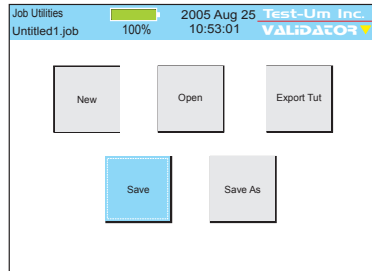 Job Utilities 2005 Aug 25 Test-Um Inc.
Untitled1.job 100% 10:53:01 VALiDATOR
New Open Export Tut
Save Save As